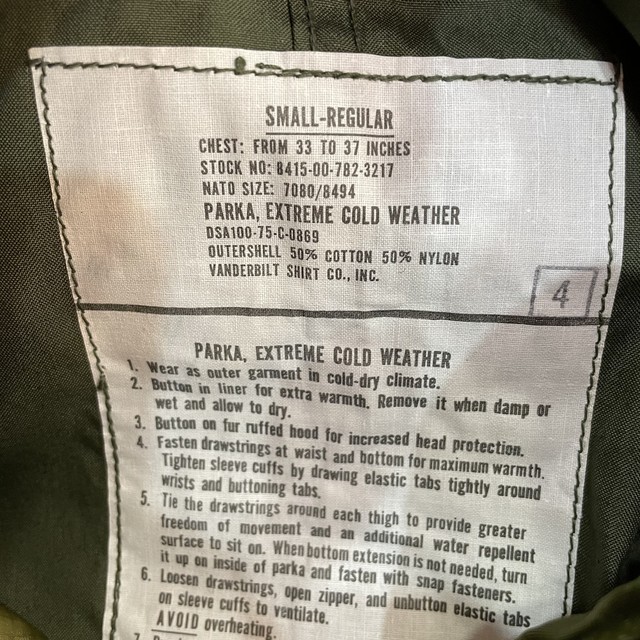 SMALL-REGULAR
CHEST: FROM 33 TO 37 INCHES
STOCK NO: 8415-00-782-3217
NATO SIZE: 7080/8494
PARKA, EXTREME COLD WEATHER
DSA100-75-C-0869
OUTERSHELL 50% COTTON 50% NYLON
VANDERBILT SHIRT CO., INC.
4
PARKA, EXTREME COLD WEATHER
1. Wear as outer garment in cold-dry climate.
2. Button in liner for extra warmth. Remove it when damp or
wet and allow to dry.
3. Button on fur ruffed hood for increased head protection.
4. Fasten drawstrings at waist and bottom for maximum warmth.
Tighten sleeve cuffs by drawing elastic tabs tightly around
wrists and buttoning tabs.
5. Tie the drawstrings around each thigh to provide greater
freedom of movement and an additional water repellent
surface to sit on. When bottom extension is not needed, turn
it up on inside of parka and fasten with snap fasteners.
6. Loosen drawstrings, open zipper, and unbutton elastic tabs
on sleeve cuffs to ventilate.
AVOID overheating.
7.